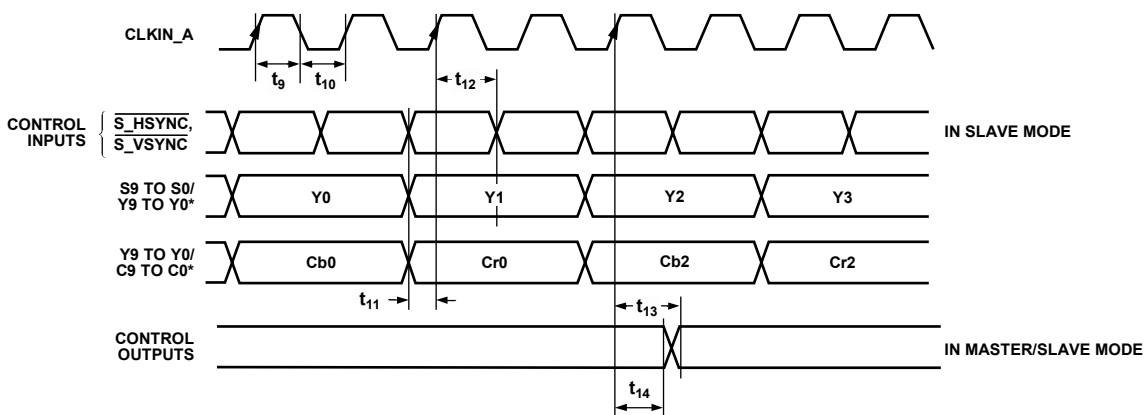 CLKIN_A
t9
t10
t12
CONTROL
INPUTS
S_HSYNC,
S_VSYNC
IN SLAVE MODE
S9 TO S0/
Y9 TO Y0*
Y0
Y1
Y2
Y3
Y9 TO Y0/
C9 TO C0*
Cb0
Cr0
Cb2
Cr2
t11
t13
CONTROL
OUTPUTS
IN MASTER/SLAVE MODE
t14